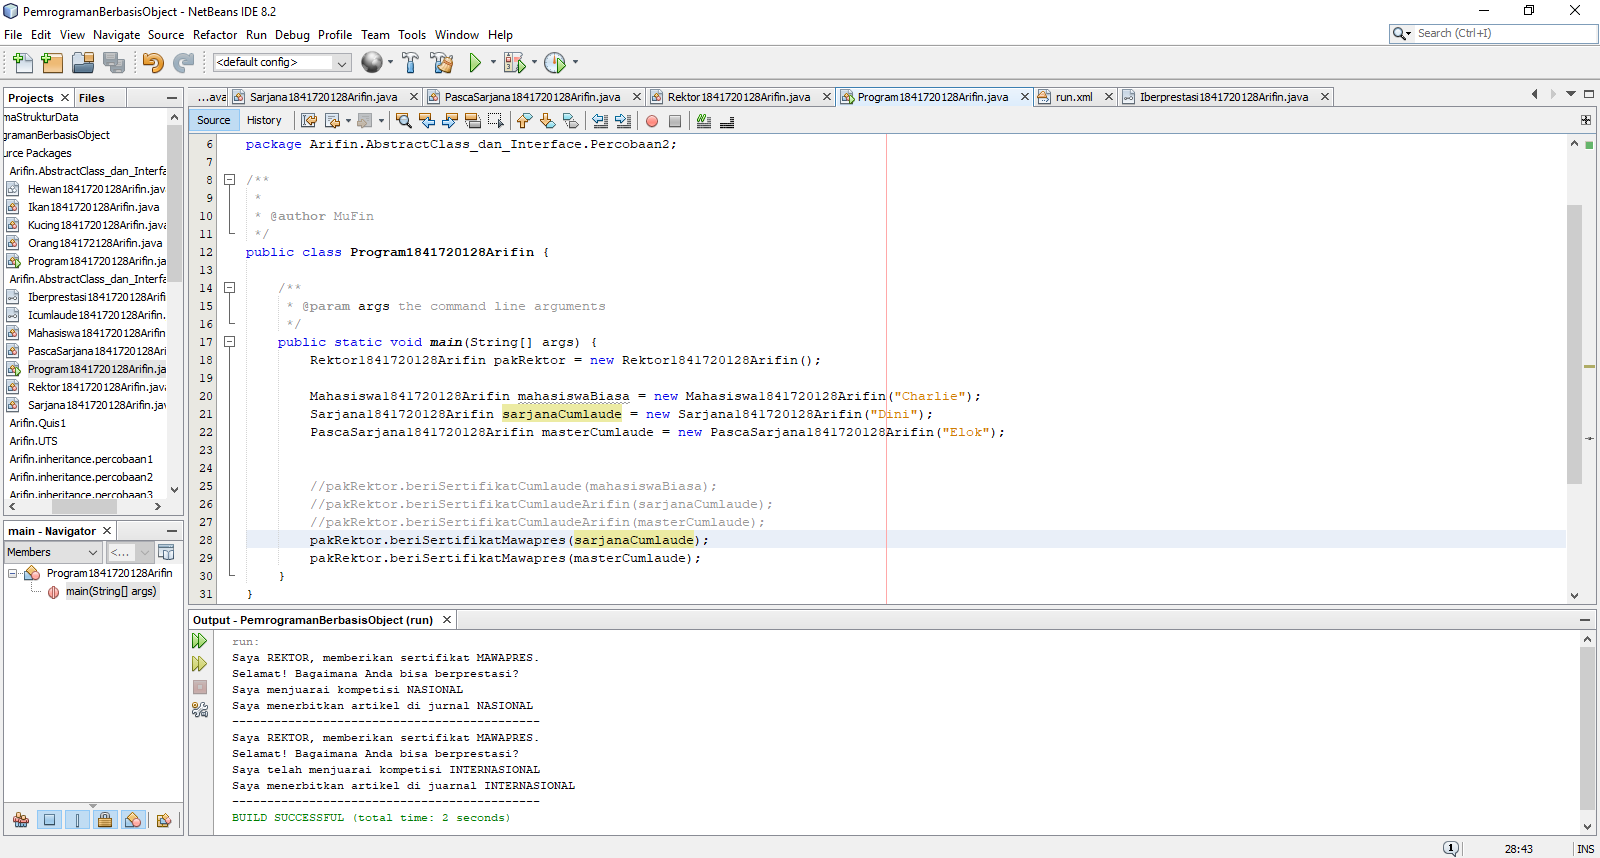 PemrogramanBerbasisObject - NetBeans IDE 8.2
File Edit View Navigate Source Refactor Run Debug Profile Team Tools Window Help
Search (Ctrl+I)
<default config>
Projects Files
...ava Sarjana1841720128Arifin.java PascaSarjana1841720128Arifin.java Rektor1841720128Arifin.java Program1841720128Arifin.java run.xml Iberprestasi1841720128Arifin.java
Source History
maStrukturData
gramanBerbasisObject
urce Packages
Arifin.AbstractClass_dan_Interfa
Hewan1841720128Arifin.java
Ikan1841720128Arifin.java
Kucing1841720128Arifin.java
Orang184172128Arifin.java
Program1841720128Arifin.ja
Arifin.AbstractClass_dan_Interfa
Iberprestasi1841720128Arifi
Icumlaude1841720128Arifin.
Mahasiswa1841720128Arifin
PascaSarjana1841720128Ari
Program1841720128Arifin.ja
Rektor1841720128Arifin.jav
Sarjana1841720128Arifin.ja
Arifin.Quis1
Arifin.UTS
Arifin.inheritance.percobaan1
Arifin.inheritance.percobaan2
Arifin.inheritance.percobaan3
main - Navigator
Members <...
Program1841720128Arifin
main(String[] args)
6 package Arifin.AbstractClass_dan_Interface.Percobaan2;
7
8 /**
9 *
10 * @author MuFin
11 */
12 public class Program1841720128Arifin {
13
14 /**
15 * @param args the command line arguments
16 */
17 public static void main(String[] args) {
18 Rektor1841720128Arifin pakRektor = new Rektor1841720128Arifin();
19
20 Mahasiswa1841720128Arifin mahasiswaBiasa = new Mahasiswa1841720128Arifin("Charlie");
21 Sarjana1841720128Arifin sarjanaCumlaude = new Sarjana1841720128Arifin("Dini");
22 PascaSarjana1841720128Arifin masterCumlaude = new PascaSarjana1841720128Arifin("Elok");
23
24
25 //pakRektor.beriSertifikatCumlaude(mahasiswaBiasa);
26 //pakRektor.beriSertifikatCumlaudeArifin(sarjanaCumlaude);
27 //pakRektor.beriSertifikatCumlaudeArifin(masterCumlaude);
28 pakRektor.beriSertifikatMawapres(sarjanaCumlaude);
29 pakRektor.beriSertifikatMawapres(masterCumlaude);
30 }
31 }
Output - PemrogramanBerbasisObject (run)
run:
Saya REKTOR, memberikan sertifikat MAWAPRES.
Selamat! Bagaimana Anda bisa berprestasi?
Saya menjuarai kompetisi NASIONAL
Saya menerbitkan artikel di jurnal NASIONAL
--------------------------------------------
Saya REKTOR, memberikan sertifikat MAWAPRES.
Selamat! Bagaimana Anda bisa berprestasi?
Saya telah menjuarai kompetisi INTERNASIONAL
Saya menerbitkan artikel di juarnal INTERNASIONAL
--------------------------------------------
BUILD SUCCESSFUL (total time: 2 seconds)
1 28:43 INS